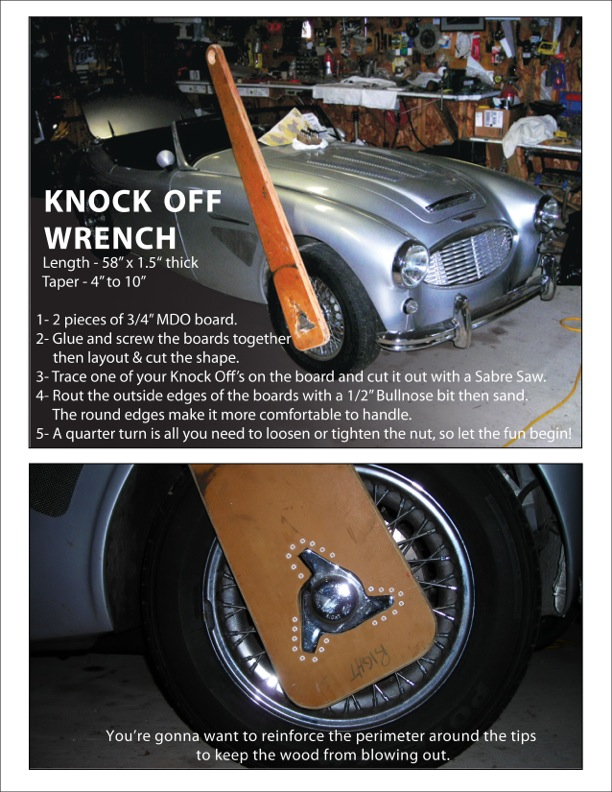 KNOCK OFF
WRENCH
Length - 58” x 1.5“ thick
Taper - 4” to 10”
1- 2 pieces of 3/4” MDO board.
2- Glue and screw the boards together
then layout & cut the shape.
3- Trace one of your Knock Off’s on the board and cut it out with a Sabre Saw.
4- Rout the outside edges of the boards with a 1/2” Bullnose bit then sand.
The round edges make it more comfortable to handle.
5- A quarter turn is all you need to loosen or tighten the nut, so let the fun begin!
RIGHT
RIGHT
You’re gonna want to reinforce the perimeter around the tips
to keep the wood from blowing out.